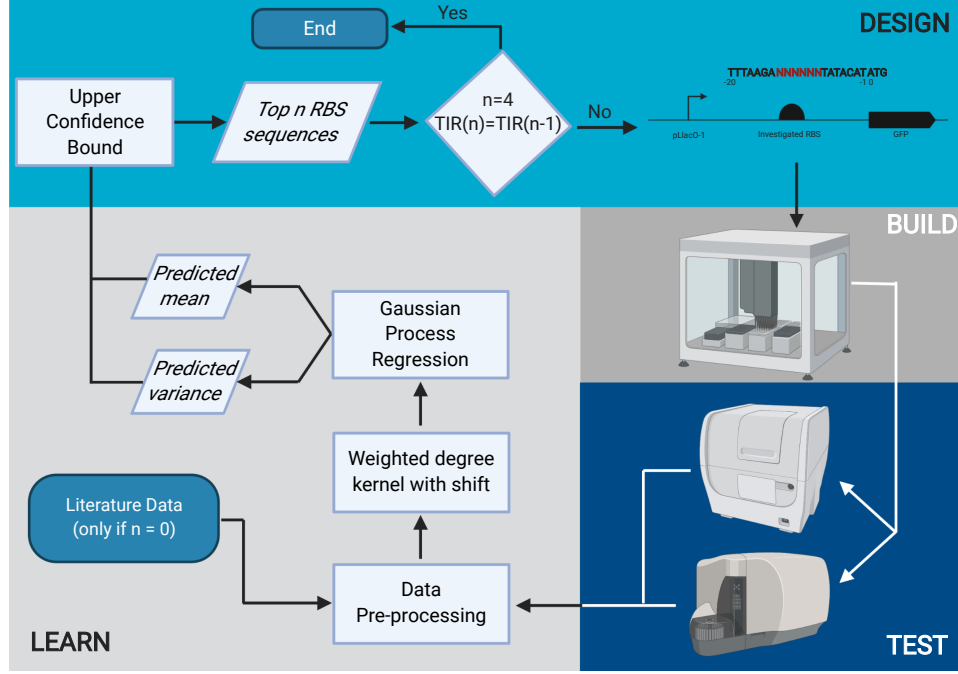 DESIGN
End
Yes
Upper
Confidence
Bound
Top n RBS
sequences
n=4
TIR(n)=TIR(n-1)
No
TTTAAGANNNNNNTATACATATG
-20 -10
pLlacO-1 Investigated RBS GFP
BUILD
Predicted
mean
Predicted
variance
Gaussian
Process
Regression
Weighted degree
kernel with shift
Literature Data
(only if n = 0)
Data
Pre-processing
LEARN
TEST